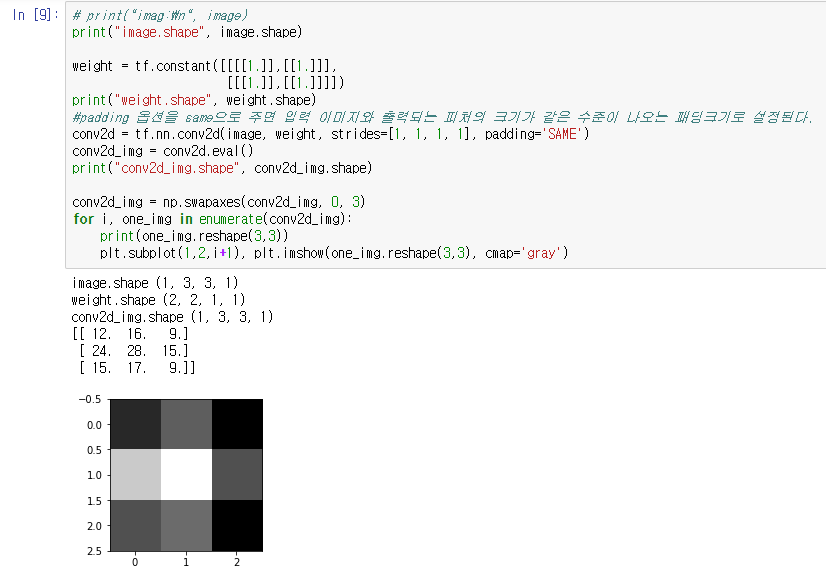 In [9]:
# print("imag:₩n", image)
print("image.shape", image.shape)
weight = tf.constant([[[[1.]],[[1.]]],
[[[1.]],[[1.]]]])
print("weight.shape", weight.shape)
#padding 옵션을 same으로 주면 입력 이미지와 출력되는 피처의 크기가 같은 수준이 나오는 패딩크기로 설정된다.
conv2d = tf.nn.conv2d(image, weight, strides=[1, 1, 1, 1], padding='SAME')
conv2d_img = conv2d.eval()
print("conv2d_img.shape", conv2d_img.shape)
conv2d_img = np.swapaxes(conv2d_img, 0, 3)
for i, one_img in enumerate(conv2d_img):
print(one_img.reshape(3,3))
plt.subplot(1,2,i+1), plt.imshow(one_img.reshape(3,3), cmap='gray')
image.shape (1, 3, 3, 1)
weight.shape (2, 2, 1, 1)
conv2d_img.shape (1, 3, 3, 1)
[[ 12. 16. 9.]
[ 24. 28. 15.]
[ 15. 17. 9.]]
−0.5
0.0
0.5
1.0
1.5
2.0
2.5
0 1 2